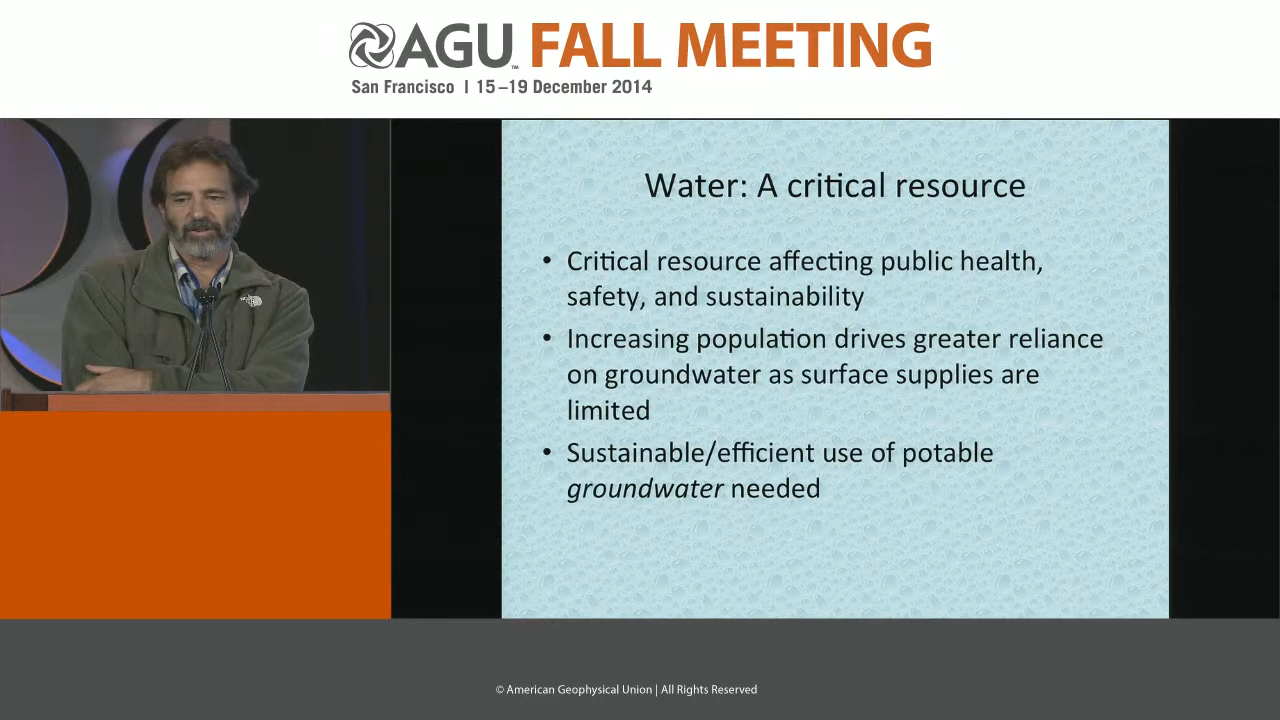 AGU™ FALL MEETING
San Francisco | 15–19 December 2014
Water: A critical resource
• Critical resource affecting public health,
safety, and sustainability
• Increasing population drives greater reliance
on groundwater as surface supplies are
limited
• Sustainable/efficient use of potable
groundwater needed
© American Geophysical Union | All Rights Reserved